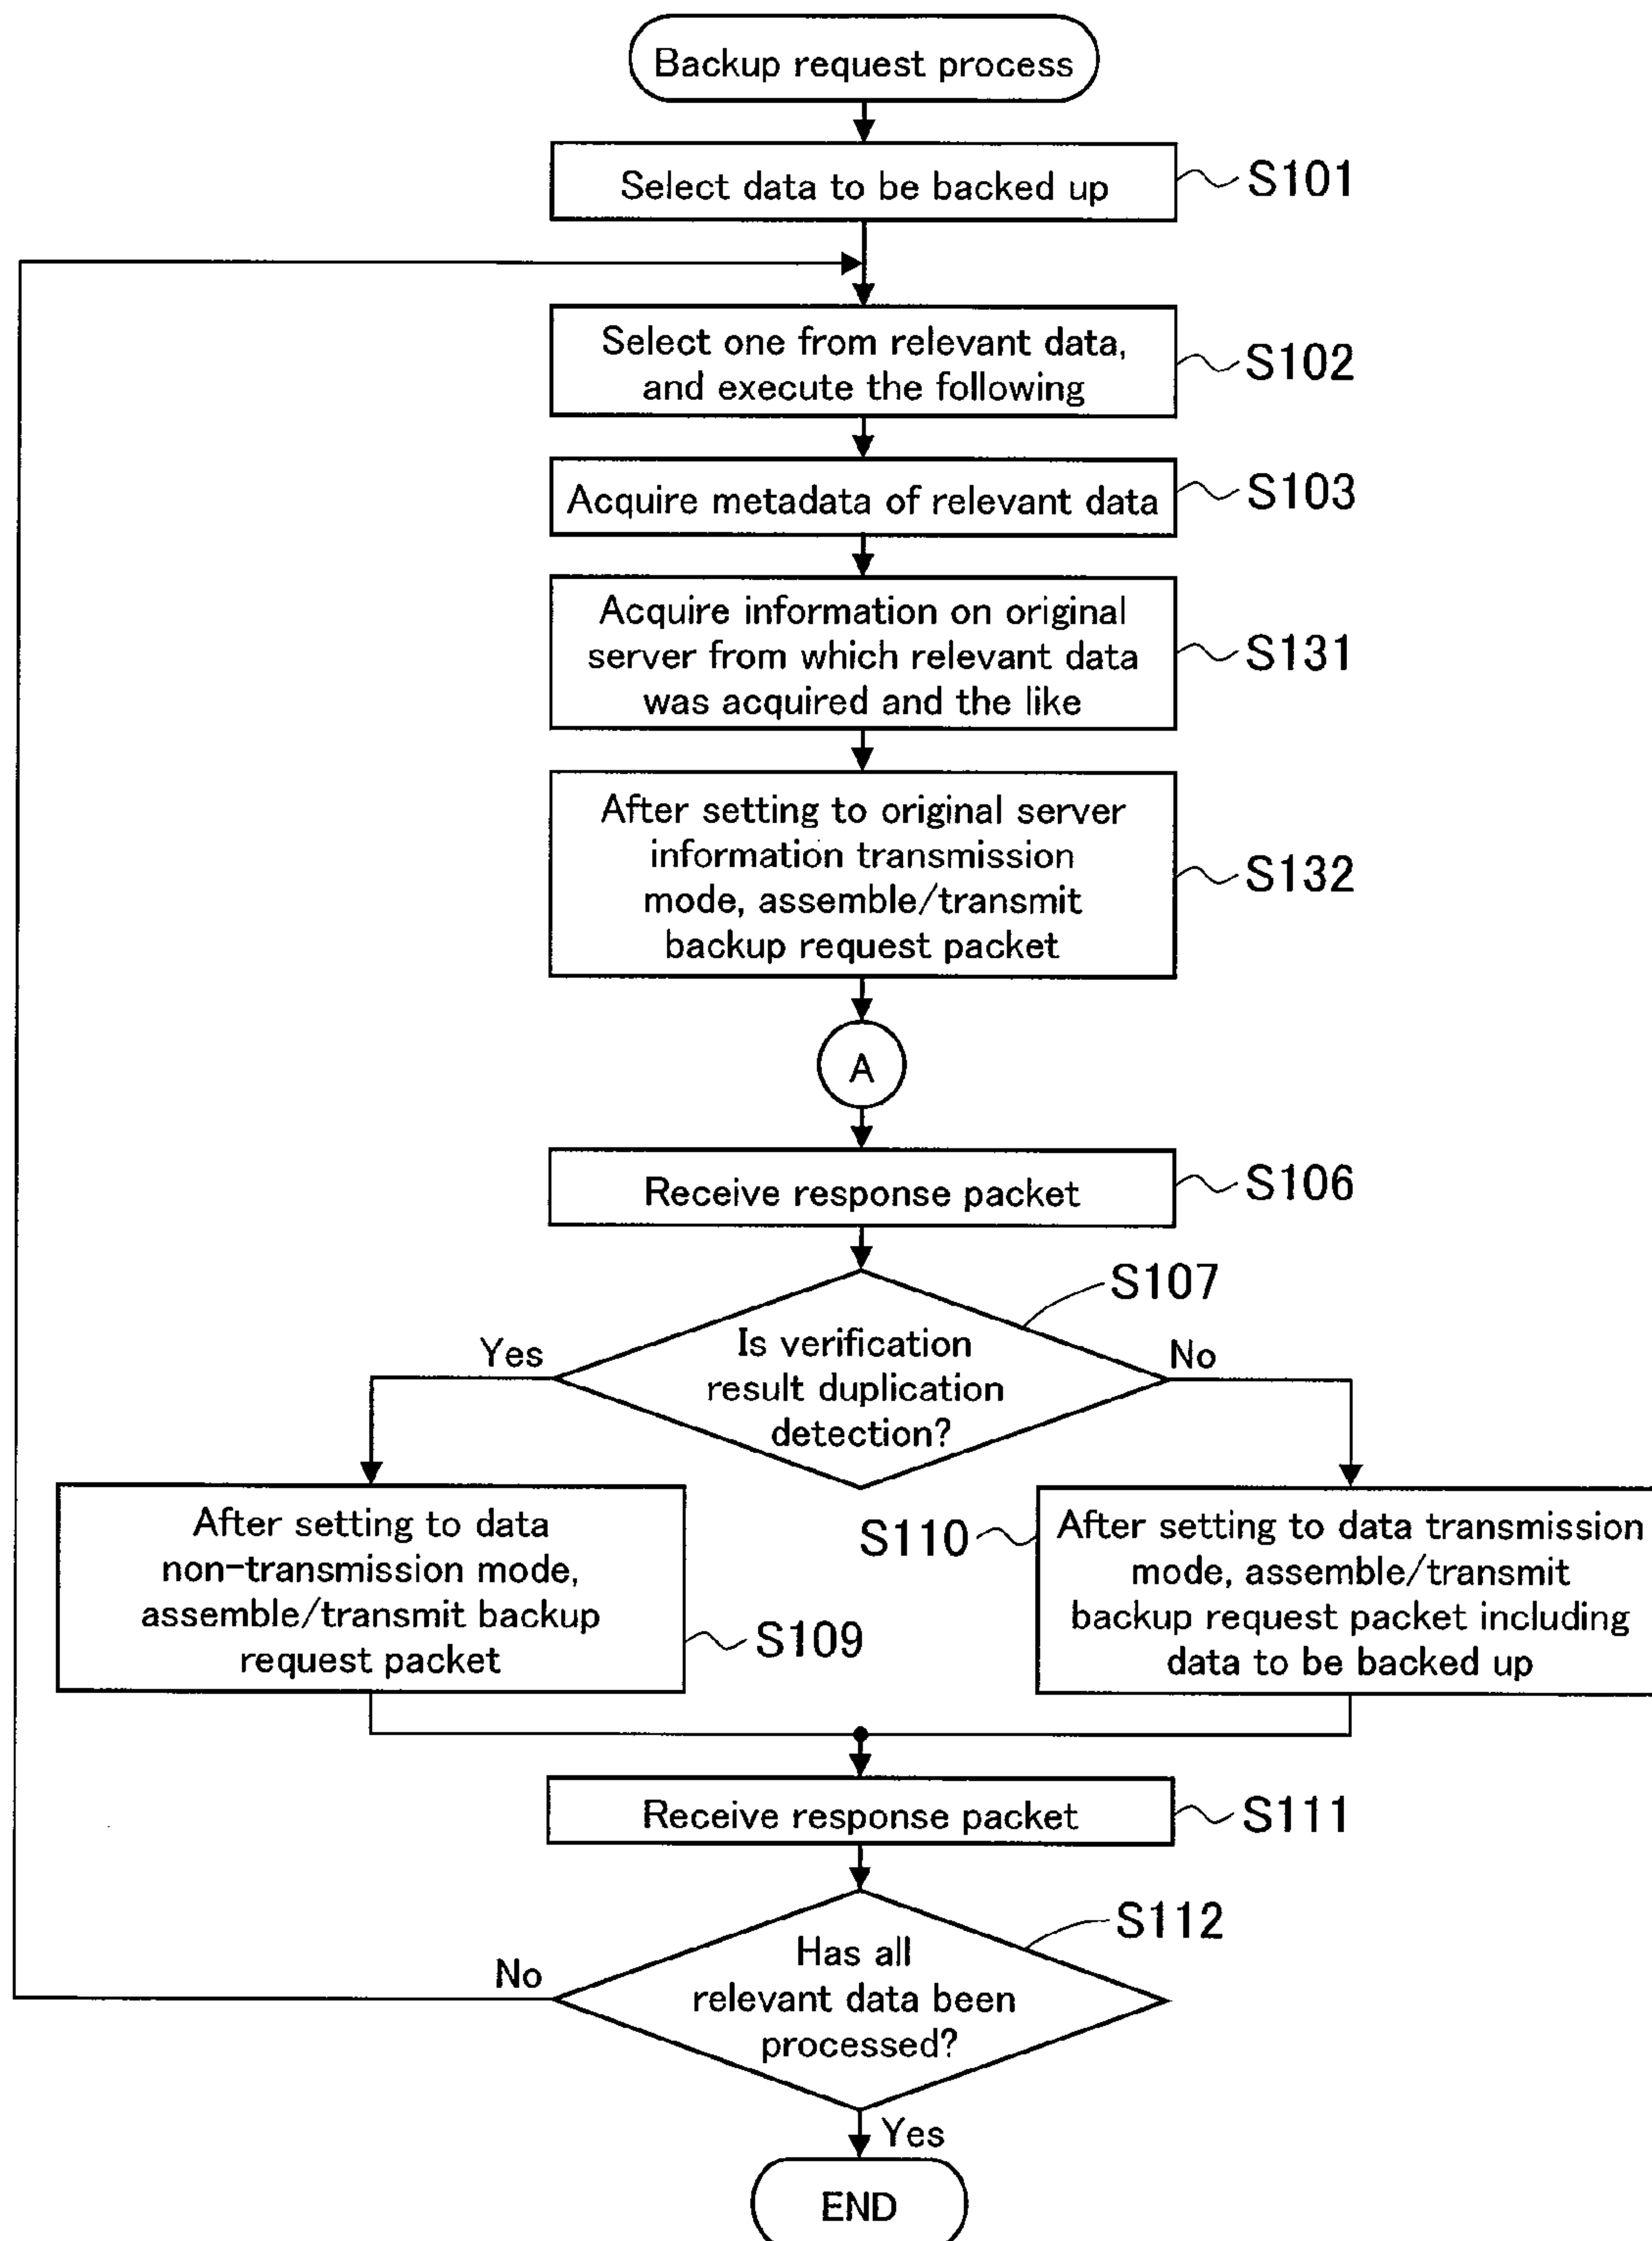 Backup request process
Select data to be backed up
S101
Select one from relevant data,
and execute the following
S102
Acquire metadata of relevant data
S103
Acquire information on original
server from which relevant data
was acquired and the like
S131
After setting to original server
information transmission
mode, assemble/transmit
backup request packet
S132
A
Receive response packet
S106
S107
Is verification
result duplication
detection?
Yes
No
After setting to data
non-transmission mode,
assemble/transmit backup
request packet
S109
S110
After setting to data transmission
mode, assemble/transmit
backup request packet including
data to be backed up
Receive response packet
S111
S112
Has all
relevant data been
processed?
No
Yes
END